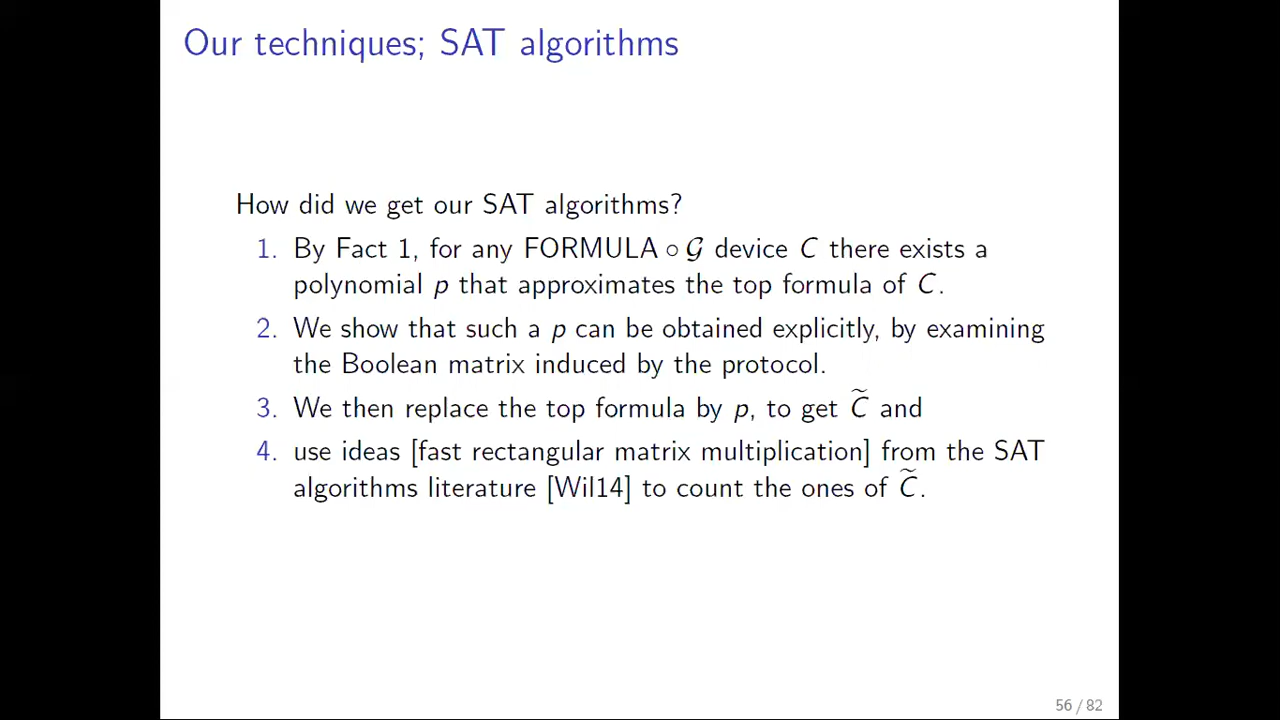 Our techniques; SAT algorithms
How did we get our SAT algorithms?
1. By Fact 1, for any FORMULA ∘ 𝒢 device C there exists a
polynomial p that approximates the top formula of C.
2. We show that such a p can be obtained explicitly, by examining
the Boolean matrix induced by the protocol.
3. We then replace the top formula by p, to get C̃ and
4. use ideas [fast rectangular matrix multiplication] from the SAT
algorithms literature [Wil14] to count the ones of C̃.
56 / 82